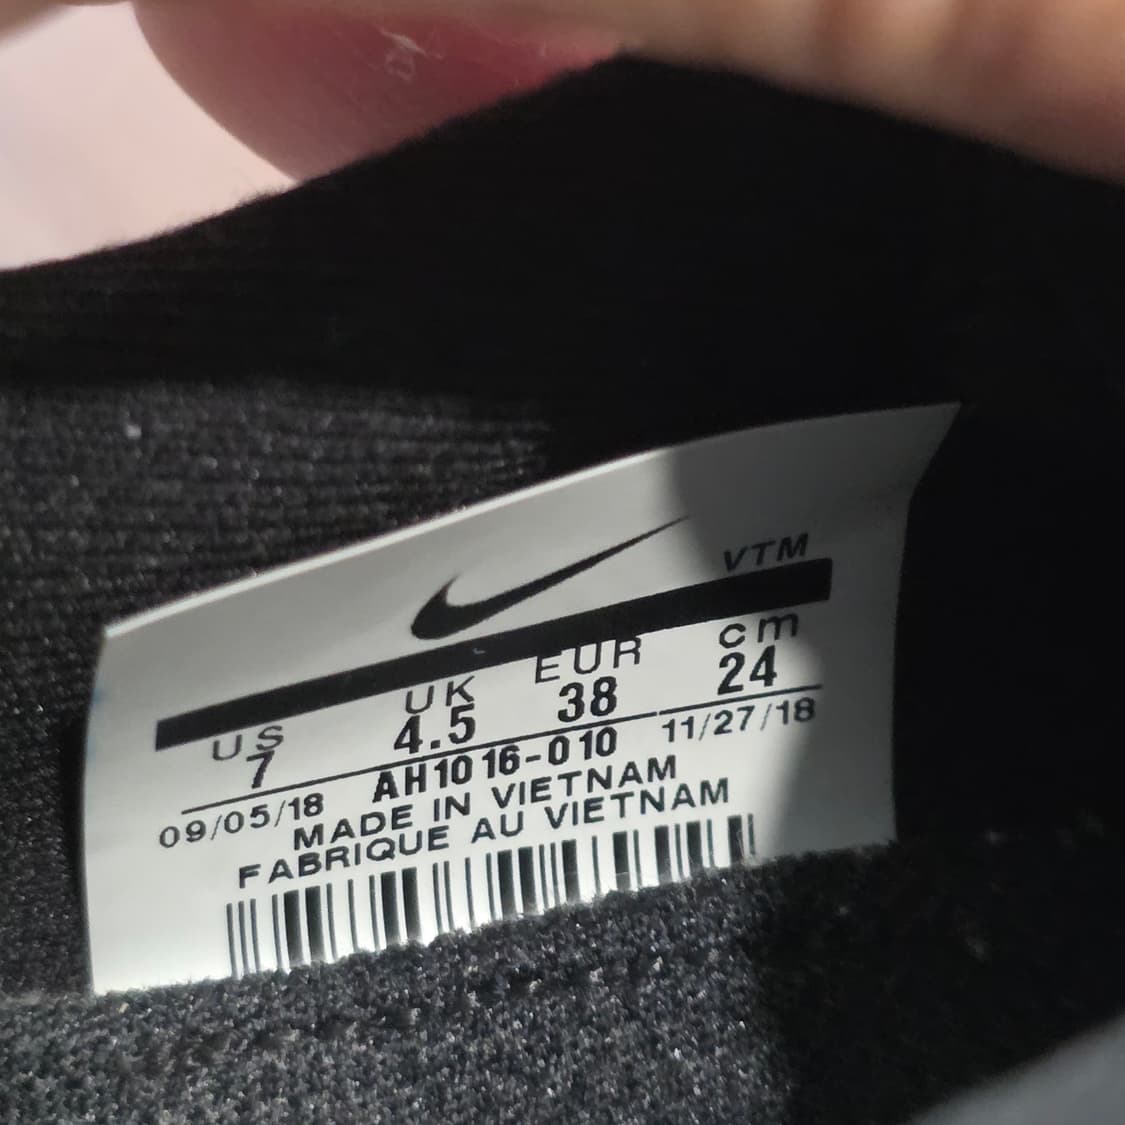 VTM
US UK EUR cm
7 4.5 38 24
09/05/18 AH1016-010 11/27/18
MADE IN VIETNAM
FABRIQUE AU VIETNAM